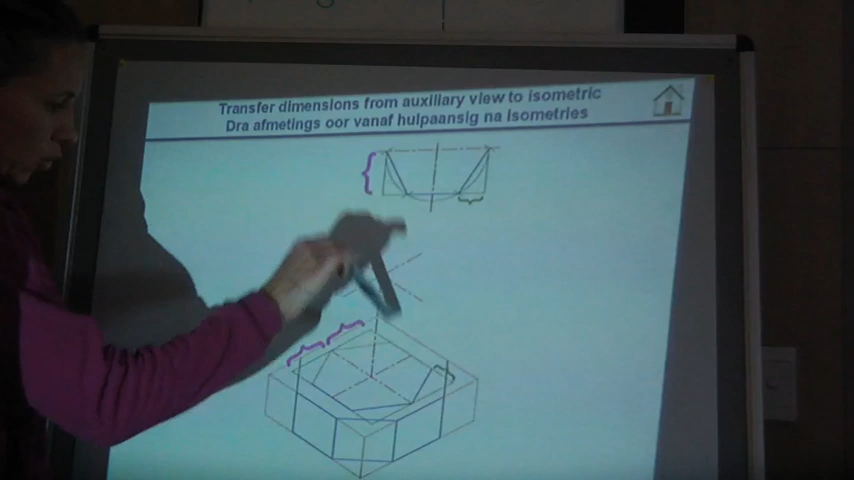 Transfer dimensions from auxiliary view to isometric
Dra afmetings oor vanaf hulpaansig na Isometries